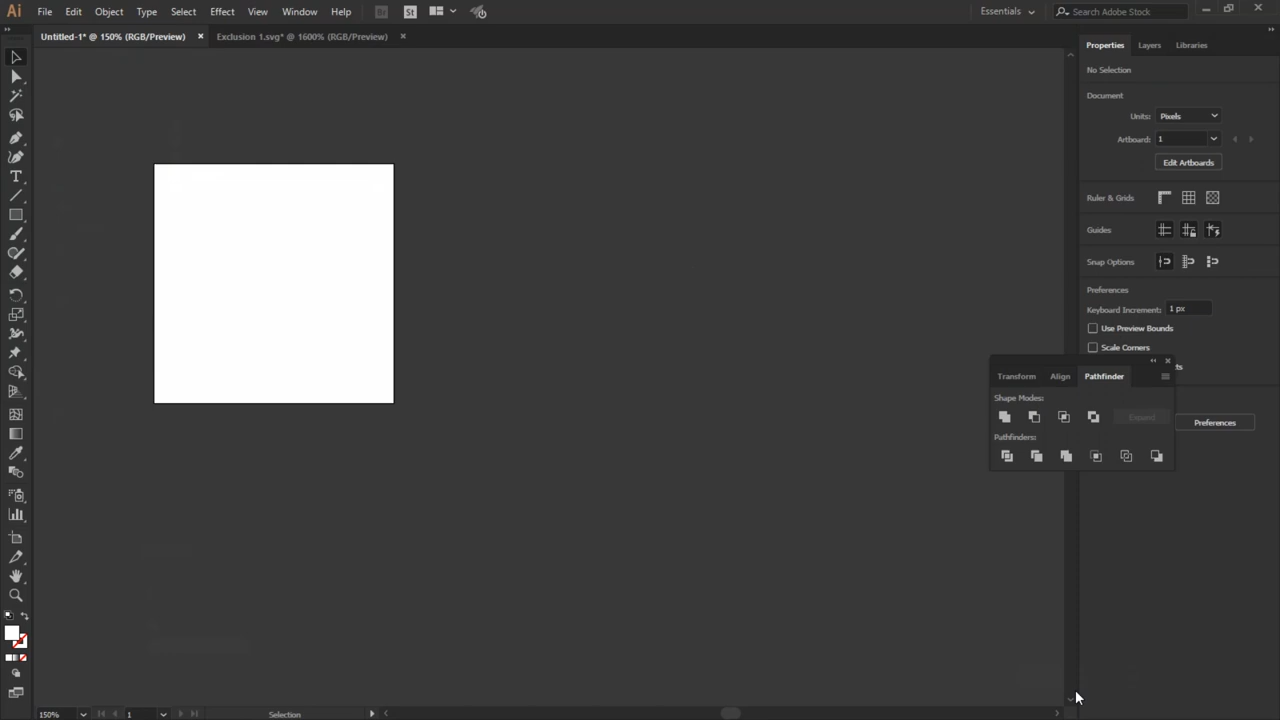 Ai File Edit Object Type Select Effect View Window Help Br St Essentials Search Adobe Stock
Untitled-1* @ 150% (RGB/Preview) Exclusion 1.svg* @ 1600% (RGB/Preview)
Properties Layers Libraries
No Selection
Document
Units: Pixels
Artboard: 1
Edit Artboards
Ruler & Grids
Guides
Snap Options
Preferences
Keyboard Increment: 1 px
Use Preview Bounds
Scale Corners
Transform Align Pathfinder
Shape Modes:
Expand
Pathfinders:
Preferences
150% 1 Selection